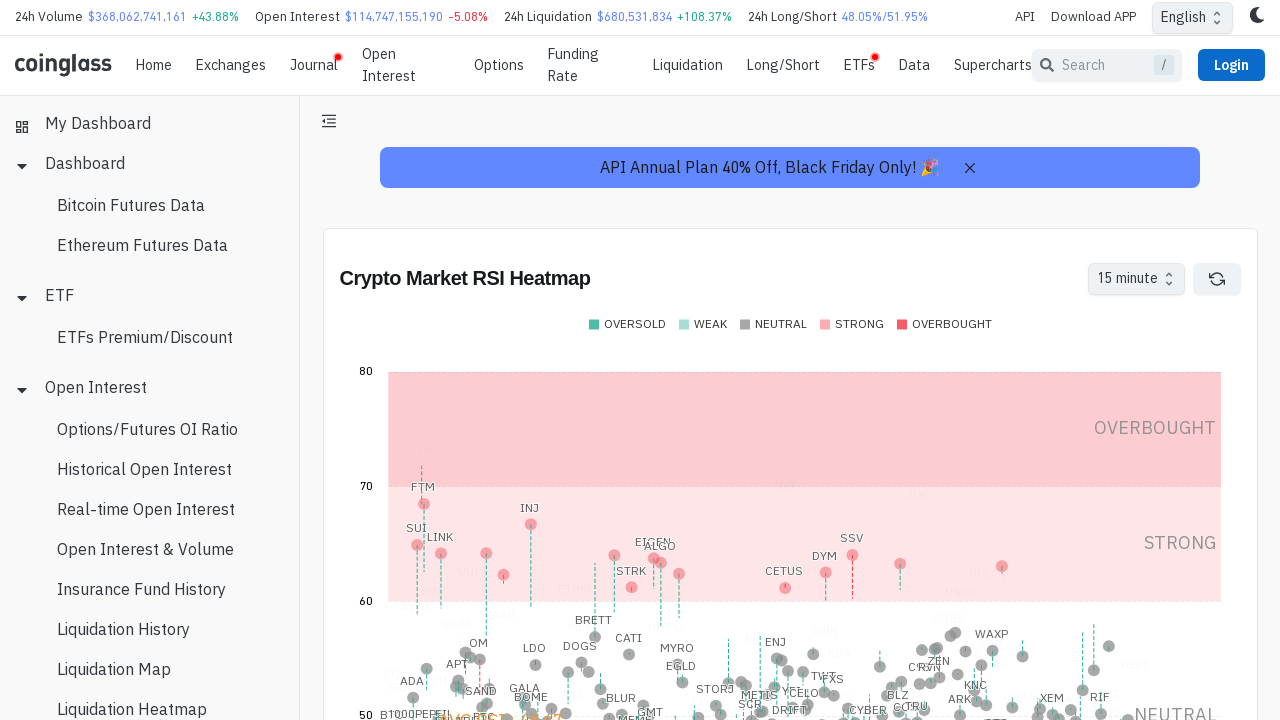 24h Volume $368,062,741,161 +43.88% Open Interest $114,747,155,190 -5.08% 24h Liquidation $680,531,834 +108.37% 24h Long/Short 48.05%/51.95% API Download APP English
coinglass Home Exchanges Journal Open Interest Options Funding Rate Liquidation Long/Short ETFs Data Supercharts Search / Login
My Dashboard
Dashboard
Bitcoin Futures Data
Ethereum Futures Data
ETF
ETFs Premium/Discount
Open Interest
Options/Futures OI Ratio
Historical Open Interest
Real-time Open Interest
Open Interest & Volume
Insurance Fund History
Liquidation History
Liquidation Map
Liquidation Heatmap
API Annual Plan 40% Off, Black Friday Only! 🎉
Crypto Market RSI Heatmap 15 minute
OVERSOLD WEAK NEUTRAL STRONG OVERBOUGHT
80
OVERBOUGHT
70
FTM
INJ
SUI
LINK
EIGEN
ALGO
SSV
STRONG
DYM
STRK
CETUS
60
BRETT
WAXP
CATI
OM
LDO
DOGS
MYRO
ENJ
APT
EGLD
ZEN
ADA
SAND
GALA
BOME
BLUR
STORJ
METIS
KNC
ARK
BLZ
XEM
RIF
GMT
SCR
DRIFT
CYBER
50
NEUTRAL